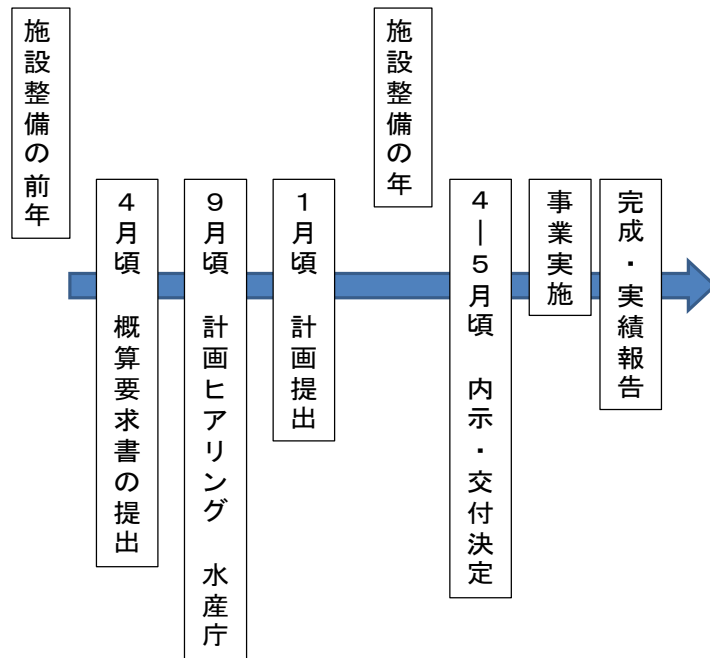 施設整備の前年
4月頃　概算要求書の提出
9月頃　計画ヒアリング　水産庁
1月頃　計画提出
施設整備の年
4―5月頃　内示・交付決定
事業実施
完成・実績報告